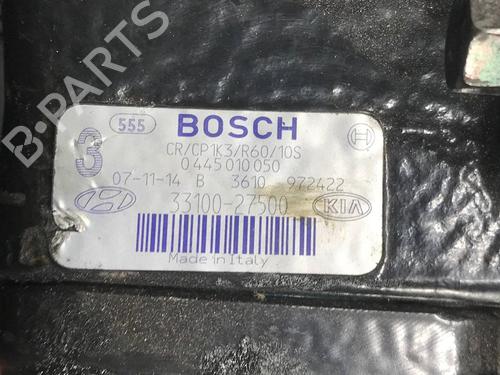 555 BOSCH
3
CR/CP1K3/R60/10S
0445010050
07-11-14 B 3610 972422
33100-27500 KIA
Made in Italy
B-PARTS